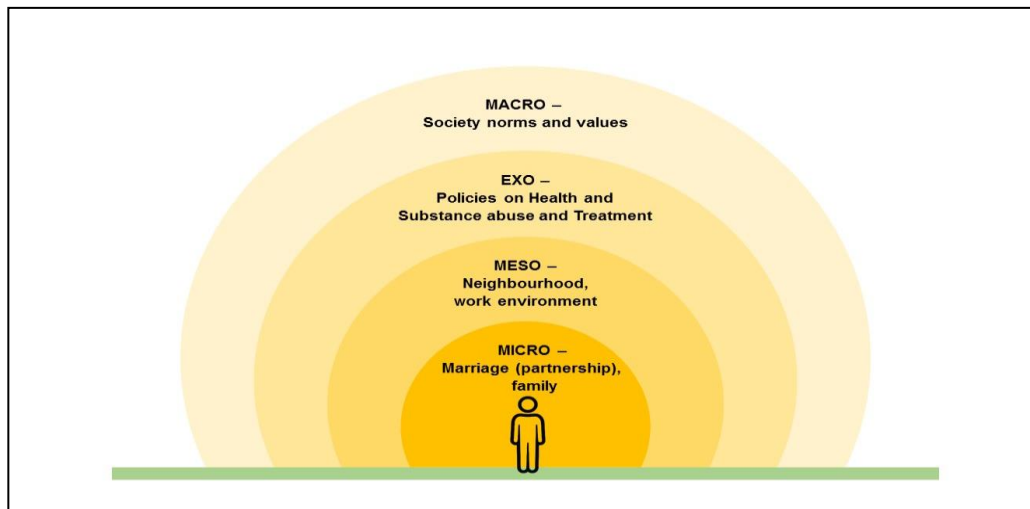 MACRO –
Society norms and values
EXO –
Policies on Health and
Substance abuse and Treatment
MESO –
Neighbourhood,
work environment
MICRO –
Marriage (partnership),
family